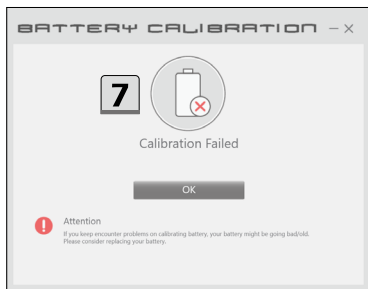 BATTERY CALIBRATION
7
Calibration Failed
OK
Attention
If you keep encounter problems on calibrating battery, your battery might be going bad/old.
Please consider replacing your battery.